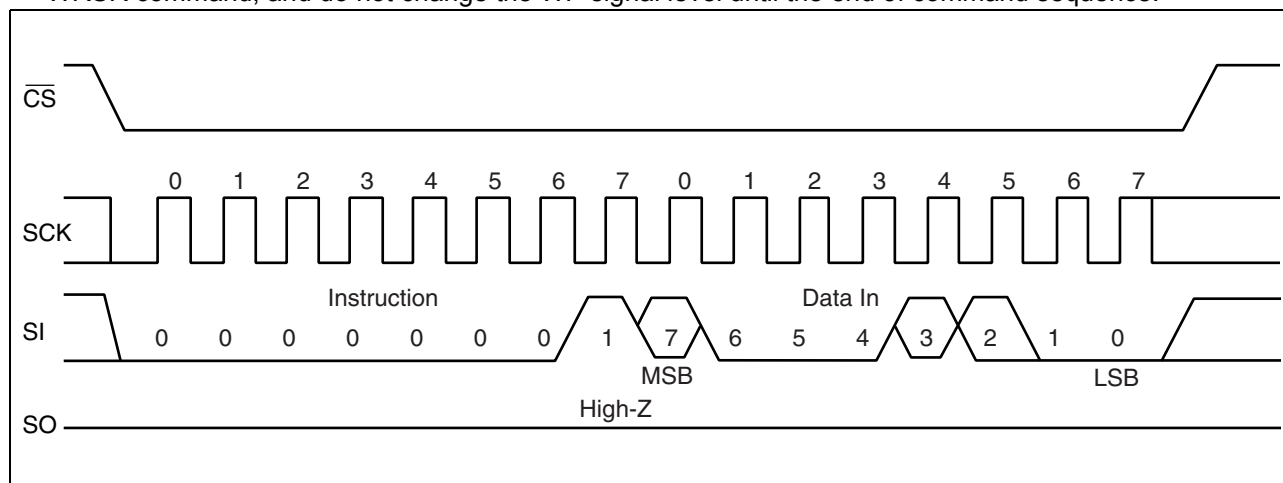 WRSR command, and do not change the WP signal level until the end of command sequence.
CS
0 1 2 3 4 5 6 7 0 1 2 3 4 5 6 7
SCK
Instruction Data In
SI 0 0 0 0 0 0 0 1 7 6 5 4 3 2 1 0
MSB LSB
High-Z
SO